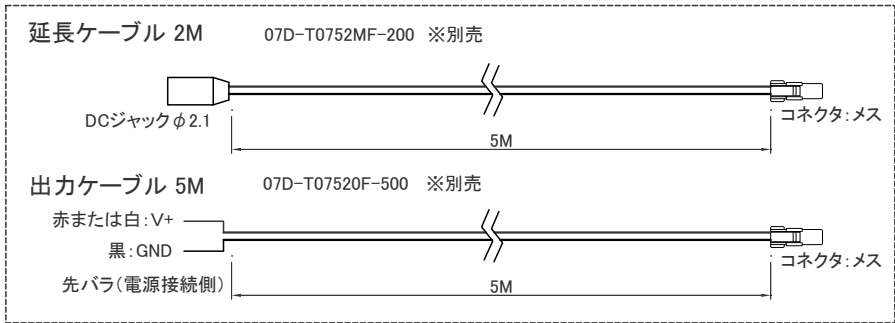 延長ケーブル 2M 07D-T0752MF-200 ※別売
DCジャックφ2.1
コネクタ:メス
5M
出力ケーブル 5M 07D-T07520F-500 ※別売
赤または白:V+
黒:GND
コネクタ:メス
先バラ(電源接続側)
5M